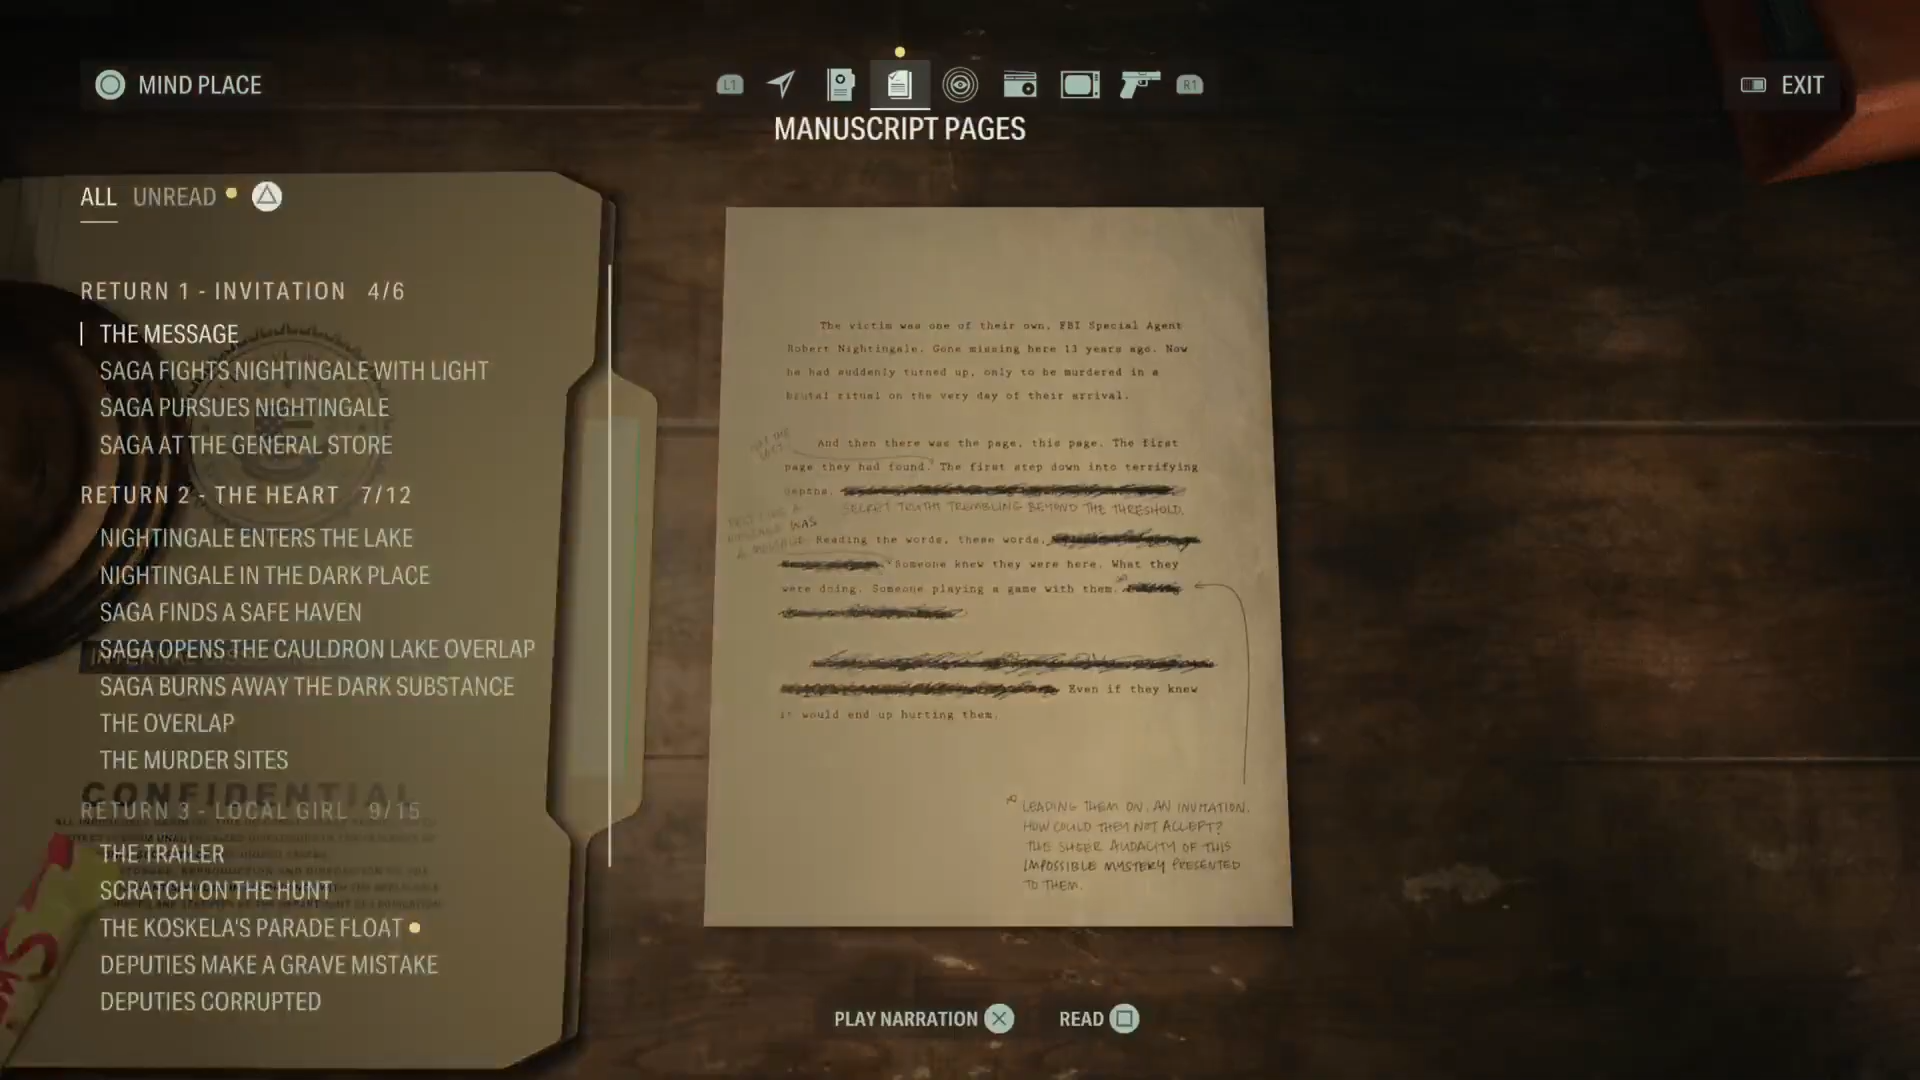 MIND PLACE
L1
R1
EXIT
MANUSCRIPT PAGES
ALL UNREAD
RETURN 1 - INVITATION 4/6
THE MESSAGE
SAGA FIGHTS NIGHTINGALE WITH LIGHT
SAGA PURSUES NIGHTINGALE
SAGA AT THE GENERAL STORE
RETURN 2 - THE HEART 7/12
NIGHTINGALE ENTERS THE LAKE
NIGHTINGALE IN THE DARK PLACE
SAGA FINDS A SAFE HAVEN
SAGA OPENS THE CAULDRON LAKE OVERLAP
SAGA BURNS AWAY THE DARK SUBSTANCE
THE OVERLAP
THE MURDER SITES
CONFIDENTIAL
RETURN 3 - LOCAL GIRL 9/15
THE TRAILER
SCRATCH ON THE HUNT
THE KOSKELA'S PARADE FLOAT
DEPUTIES MAKE A GRAVE MISTAKE
DEPUTIES CORRUPTED
The victim was one of their own, FBI Special Agent
Robert Nightingale. Gone missing here 13 years ago. Now
he had suddenly turned up, only to be murdered in a
brutal ritual on the very day of their arrival.
And then there was the page, this page. The first
page they had found. The first step down into terrifying
depths.
SECRET TRUTH TREMBLING BEYOND THE THRESHOLD.
WAS
A MESSAGE
Reading the words, these words,
Someone knew they were here. What they
were doing. Someone playing a game with them.
Even if they knew
it would end up hurting them.
LEADING THEM ON. AN INVITATION.
HOW COULD THEY NOT ACCEPT?
THE SHEER AUDACITY OF THIS
IMPOSSIBLE MYSTERY PRESENTED
TO THEM.
PLAY NARRATION
READ